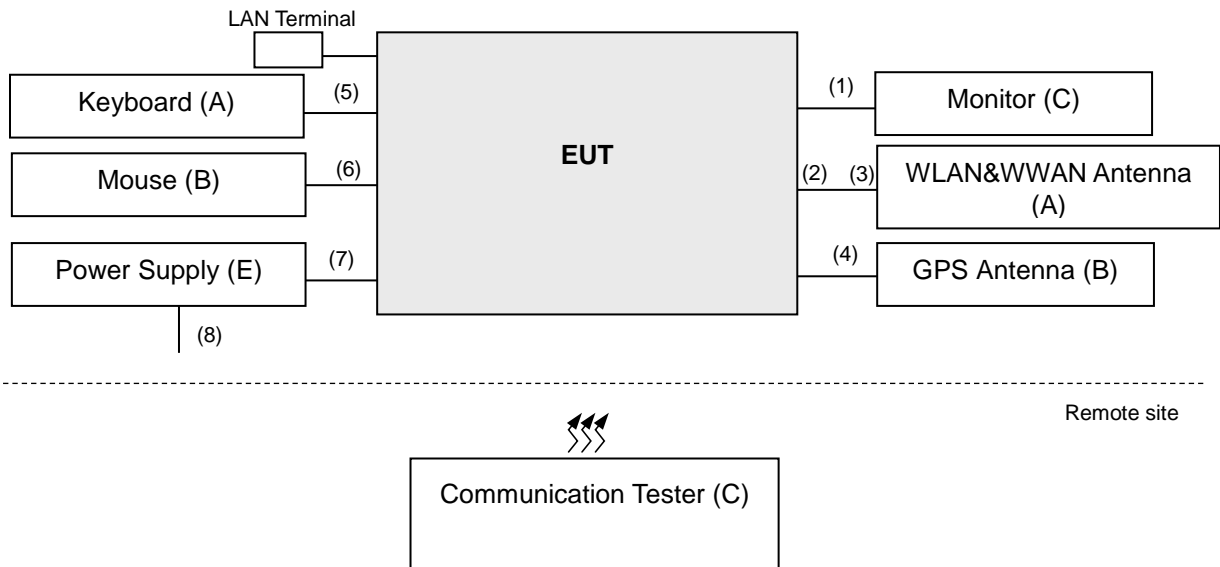 LAN Terminal
Keyboard (A)
(5)
EUT
(1)
Monitor (C)
Mouse (B)
(6)
(2)
(3)
WLAN&WWAN Antenna
(A)
Power Supply (E)
(7)
(4)
GPS Antenna (B)
(8)
Remote site
Communication Tester (C)